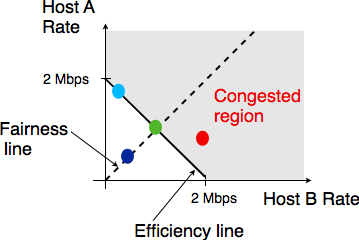 Host A
Rate
2 Mbps
Congested
region
Fairness
line
2 Mbps
Host B Rate
Efficiency line